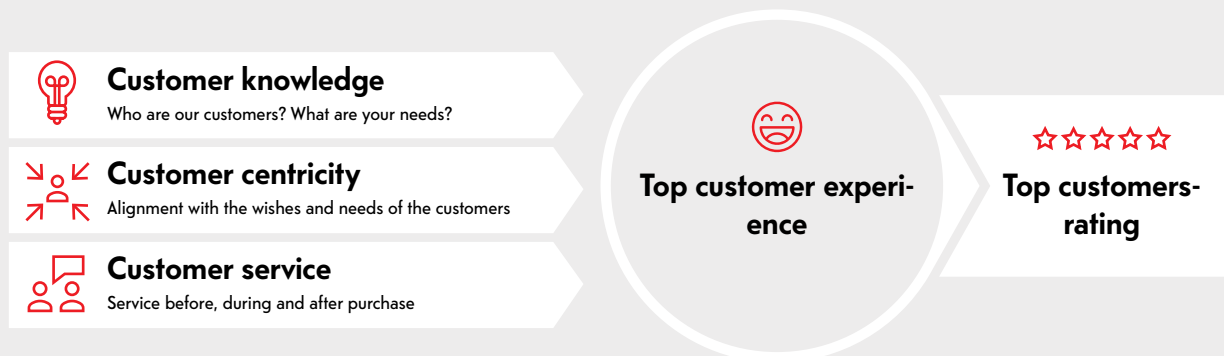 Customer knowledge
Who are our customers? What are your needs?
Customer centricity
Alignment with the wishes and needs of the customers
Customer service
Service before, during and after purchase
Top customer experi-
ence
Top customers-
rating